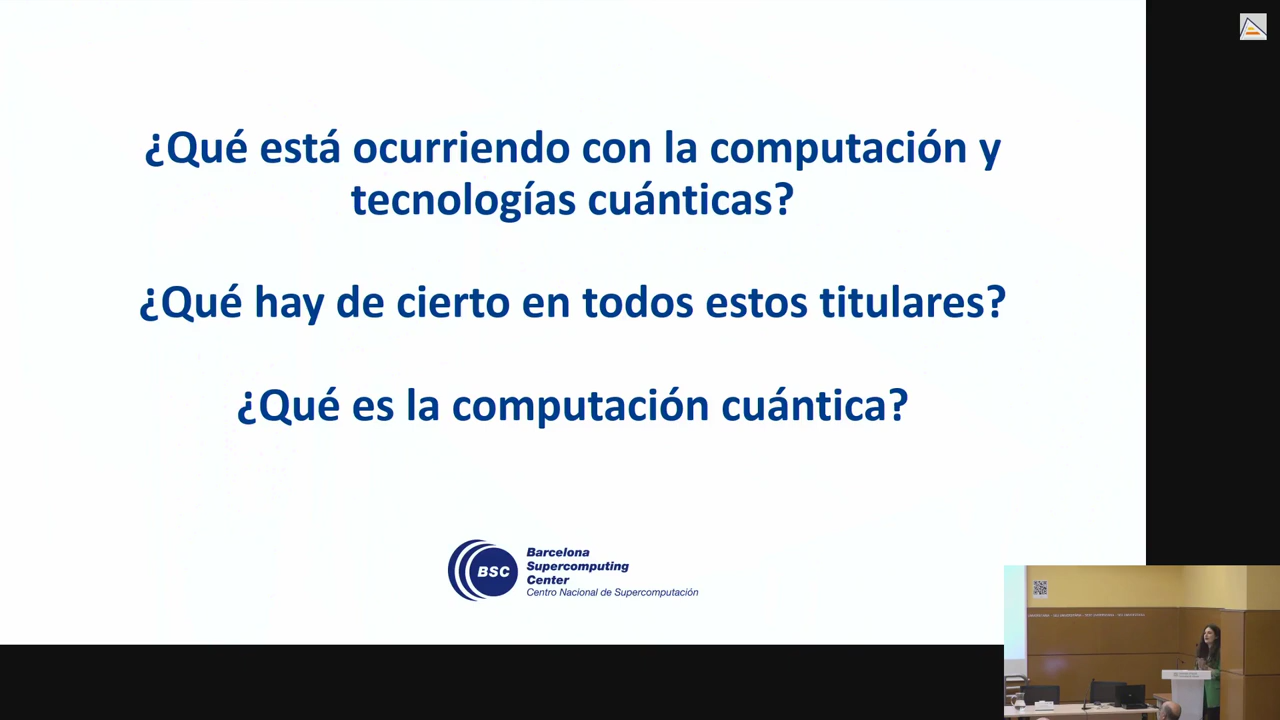 ¿Qué está ocurriendo con la computación y
tecnologías cuánticas?
¿Qué hay de cierto en todos estos titulares?
¿Qué es la computación cuántica?
BSC
Barcelona
Supercomputing
Center
Centro Nacional de Supercomputación